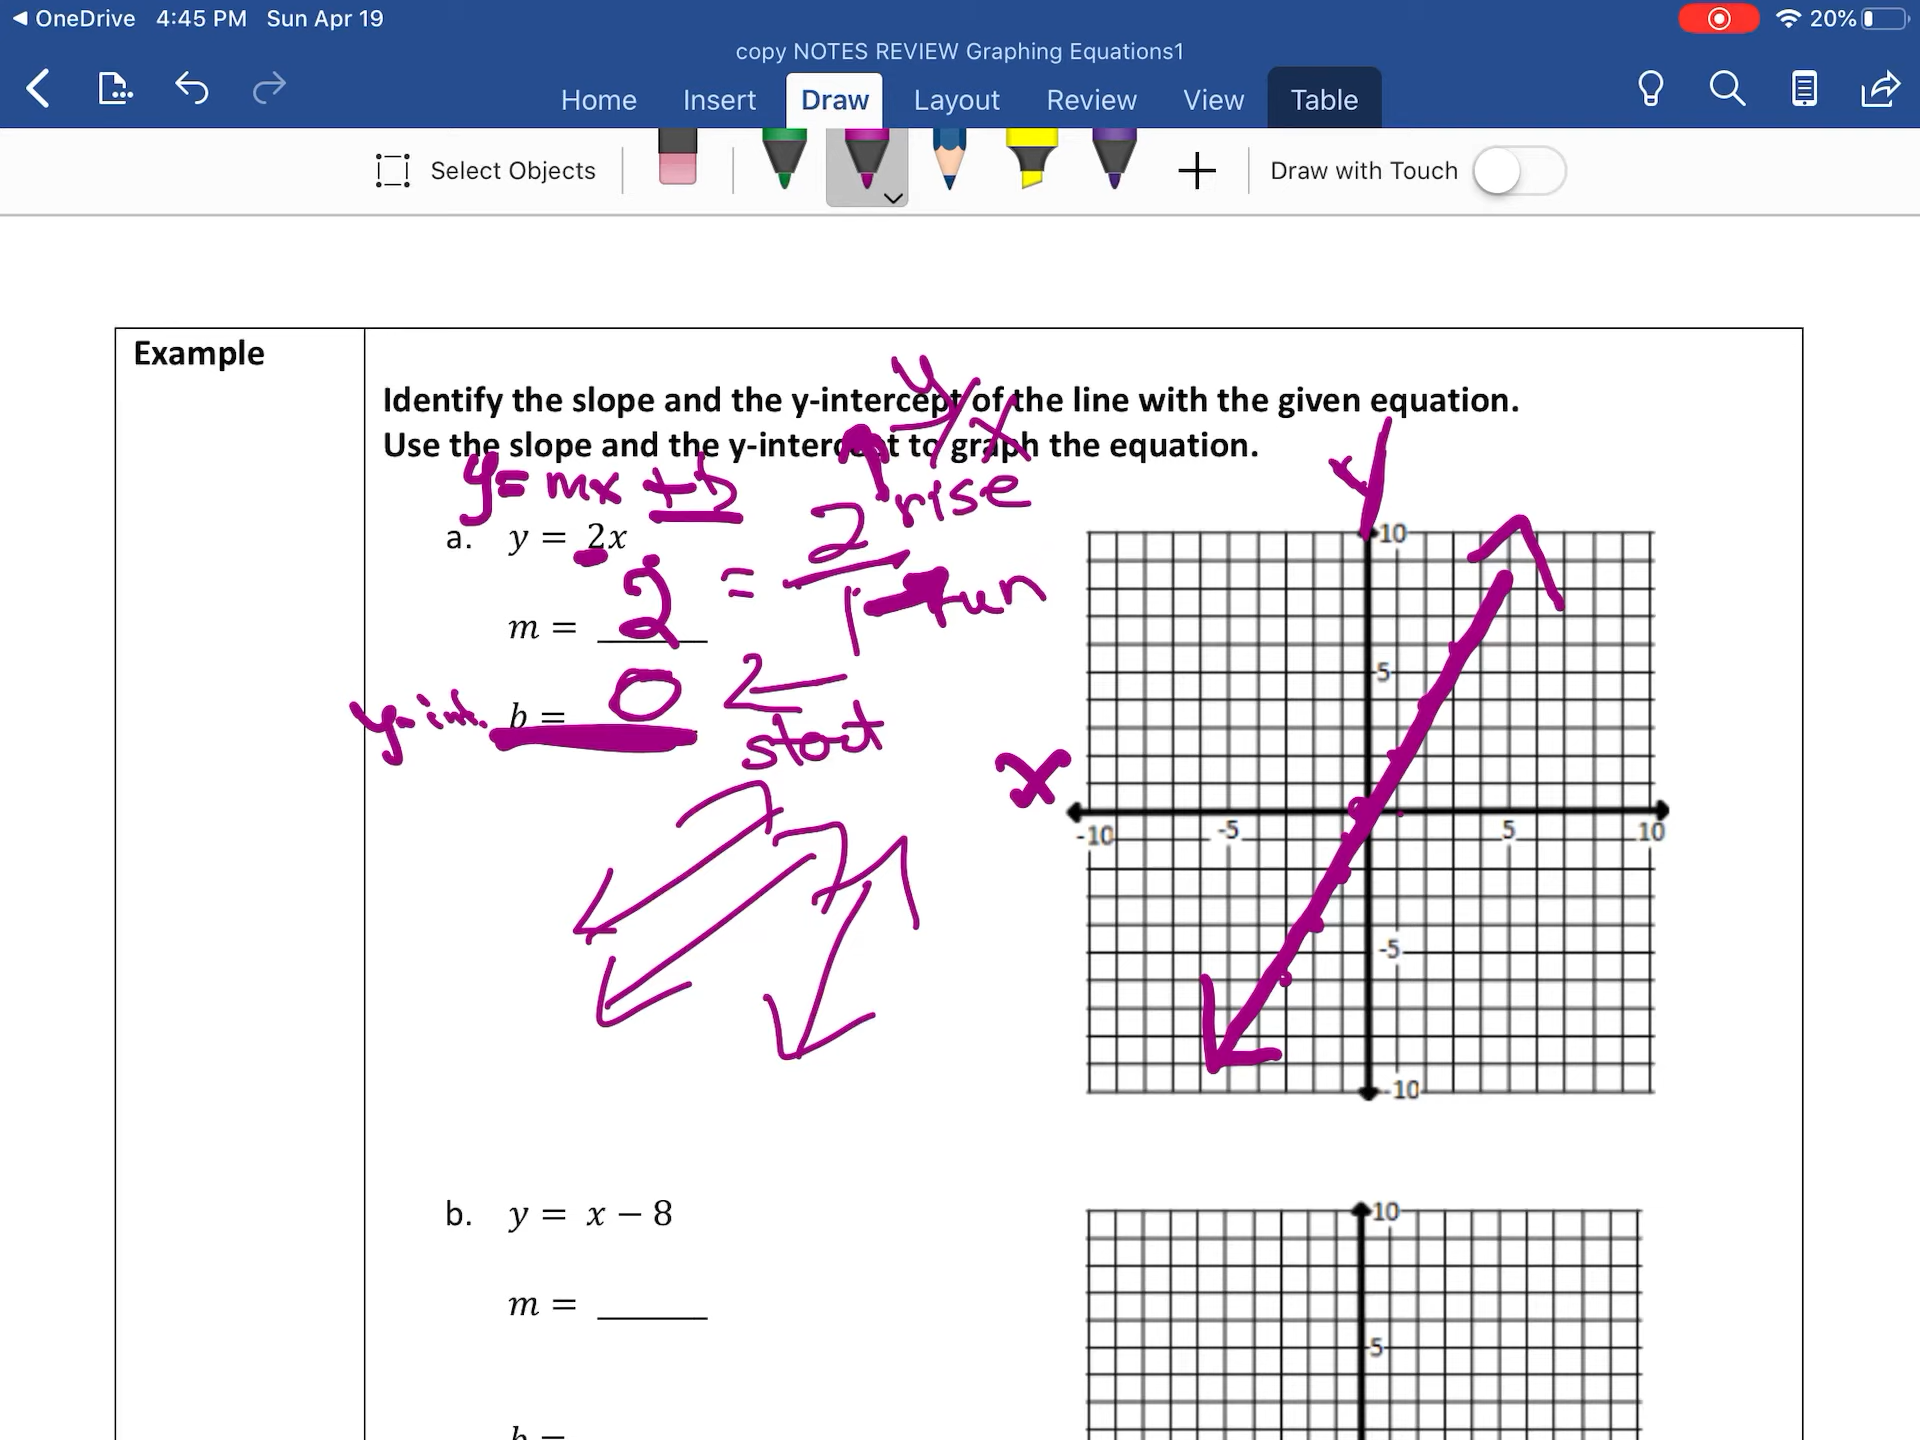 OneDrive 4:45 PM Sun Apr 19 20%
copy NOTES REVIEW Graphing Equations1
Home Insert Draw Layout Review View Table
Select Objects Draw with Touch
Example
Identify the slope and the y-intercept of the line with the given equation.
Use the slope and the y-intercept to graph the equation.
y/x
y = mx + b
a. y = 2x
2 rise
m = 2 = — 
1 run
y-int. b = 0 ← start
y
x
10
5
-10 -5 5 10
-5
-10
b. y = x − 8
m = ______
b =
10
5